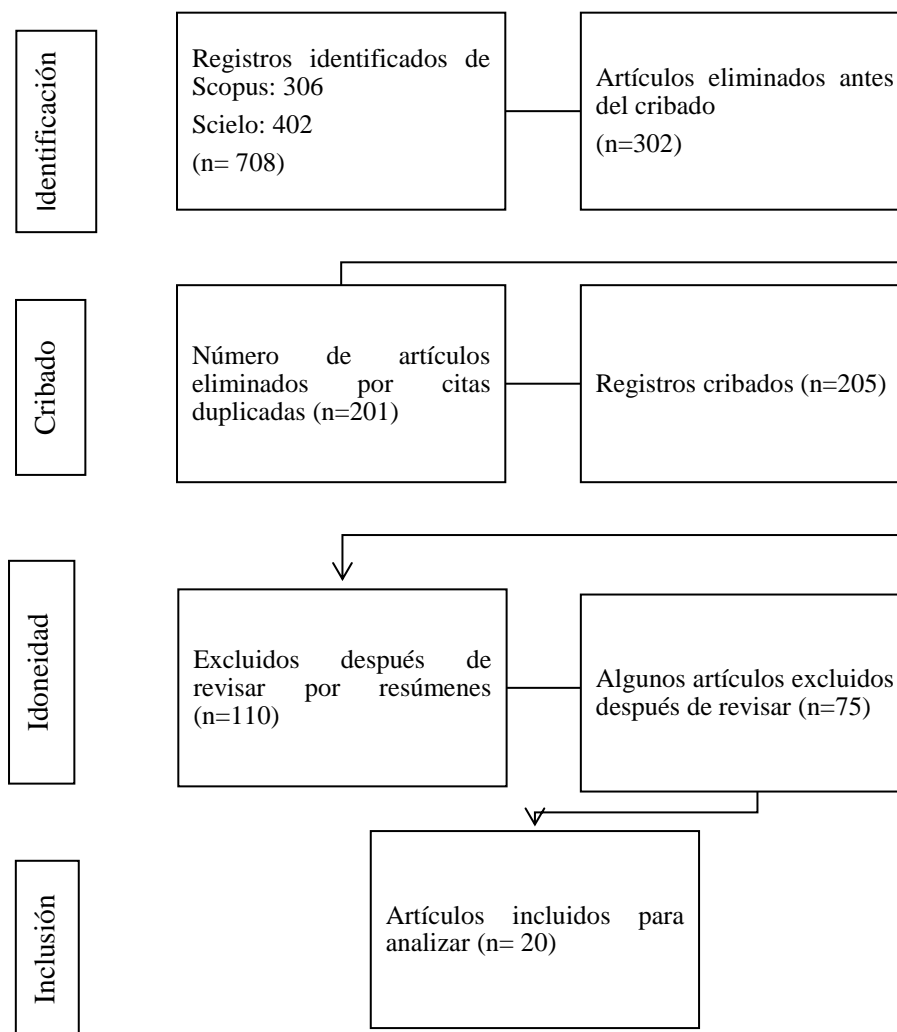 Identificación
Registros identificados de
Scopus: 306
Scielo: 402
(n= 708)
Artículos eliminados antes
del cribado
(n=302)
Cribado
Número de artículos
eliminados por citas
duplicadas (n=201)
Registros cribados (n=205)
Idoneidad
Excluidos después de
revisar por resúmenes
(n=110)
Algunos artículos excluidos
después de revisar (n=75)
Inclusión
Artículos incluidos para
analizar (n= 20)